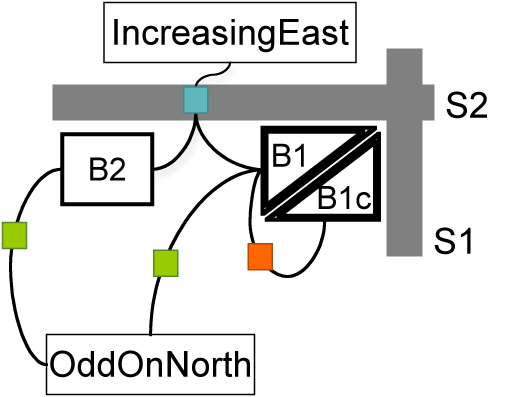 IncreasingEast
S2
B1
B2
B1c
S1
OddOnNorth